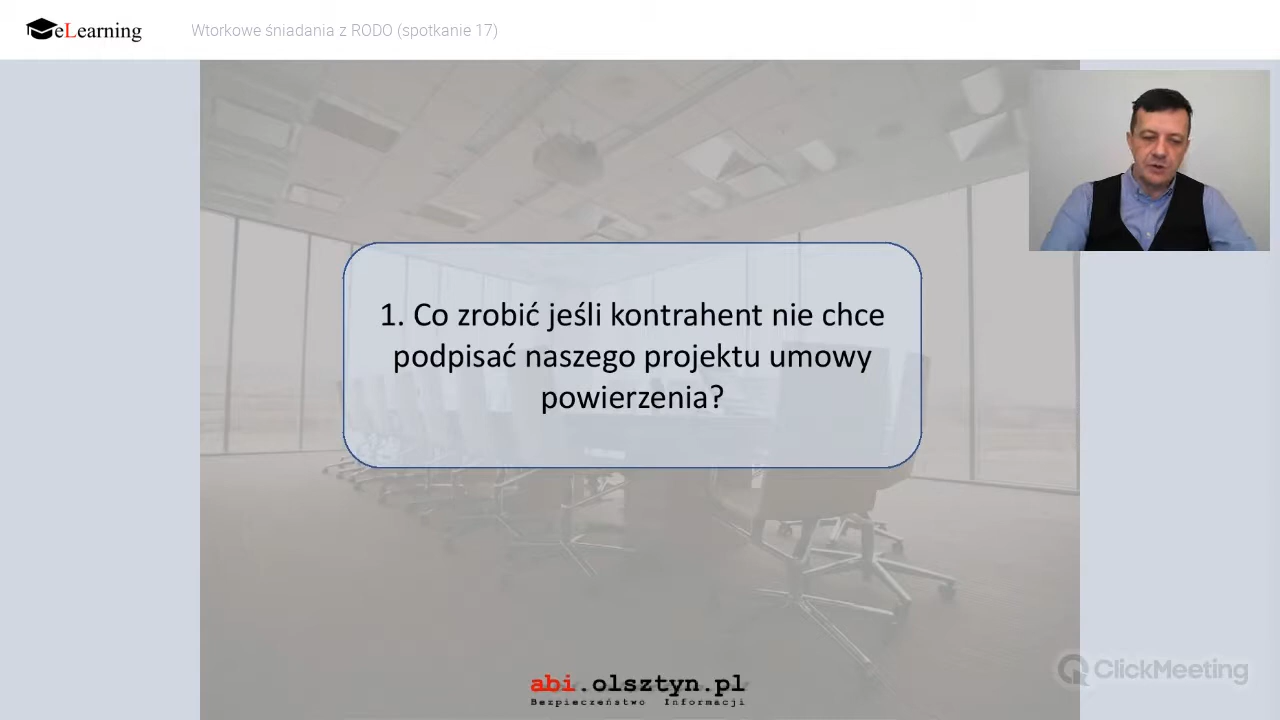 eLearning
Wtorkowe śniadania z RODO (spotkanie 17)
1. Co zrobić jeśli kontrahent nie chce
podpisać naszego projektu umowy
powierzenia?
abi.olsztyn.pl
Bezpieczeństwo Informacji
ClickMeeting